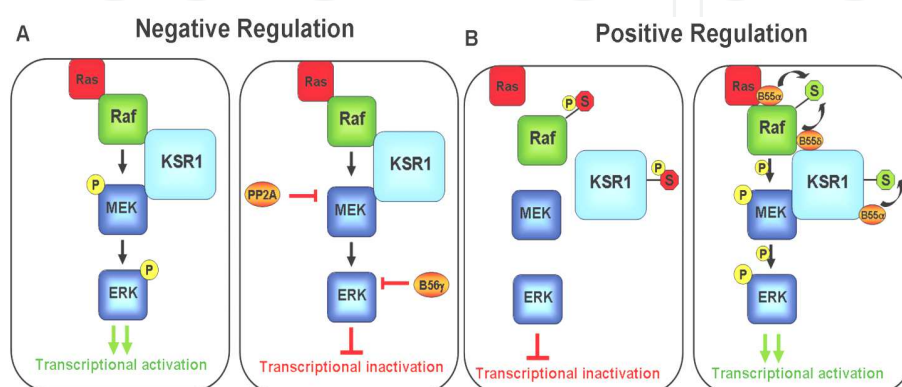 A
Negative Regulation
Ras
Raf
KSR1
P
MEK
P
ERK
Transcriptional activation
Ras
Raf
KSR1
PP2A
MEK
ERK
B56γ
Transcriptional inactivation
B
Positive Regulation
Ras
P
S
Raf
KSR1
P
S
MEK
ERK
Transcriptional inactivation
Ras
B55α
S
Raf
B55δ
P
KSR1
S
P
MEK
B55α
P
P
ERK
Transcriptional activation